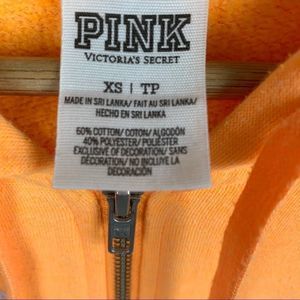 PINK
VICTORIA'S SECRET
XS | TP
MADE IN SRI LANKA/ FAIT AU SRI LANKA/
HECHO EN SRI LANKA
60% COTTON/ COTON/ ALGODÓN
40% POLYESTER/ POLIÉSTER
EXCLUSIVE OF DECORATION/ SANS
DÉCORATION/ NO INCLUYE LA
DECORACIÓN